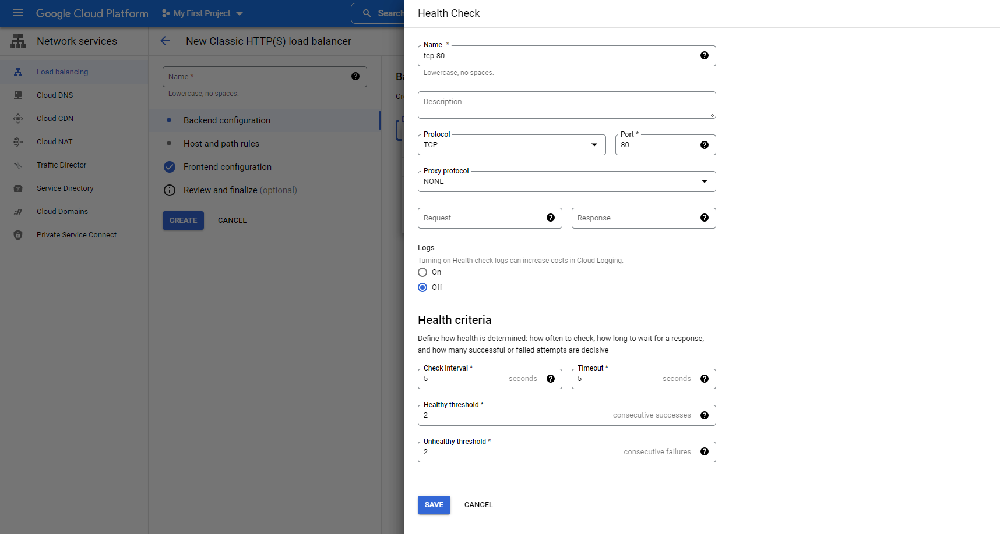 Google Cloud Platform
My First Project
Search
Network services
Load balancing
Cloud DNS
Cloud CDN
Cloud NAT
Traffic Director
Service Directory
Cloud Domains
Private Service Connect
New Classic HTTP(S) load balancer
Name *
Lowercase, no spaces.
Backend configuration
Host and path rules
Frontend configuration
Review and finalize (optional)
CREATE CANCEL
Health Check
Name *
tcp-80
Lowercase, no spaces.
Description
Protocol
TCP
Port *
80
Proxy protocol
NONE
Request
Response
Logs
Turning on Health check logs can increase costs in Cloud Logging.
On
Off
Health criteria
Define how health is determined: how often to check, how long to wait for a response,
and how many successful or failed attempts are decisive
Check interval *
5 seconds
Timeout *
5 seconds
Healthy threshold *
2 consecutive successes
Unhealthy threshold *
2 consecutive failures
SAVE CANCEL